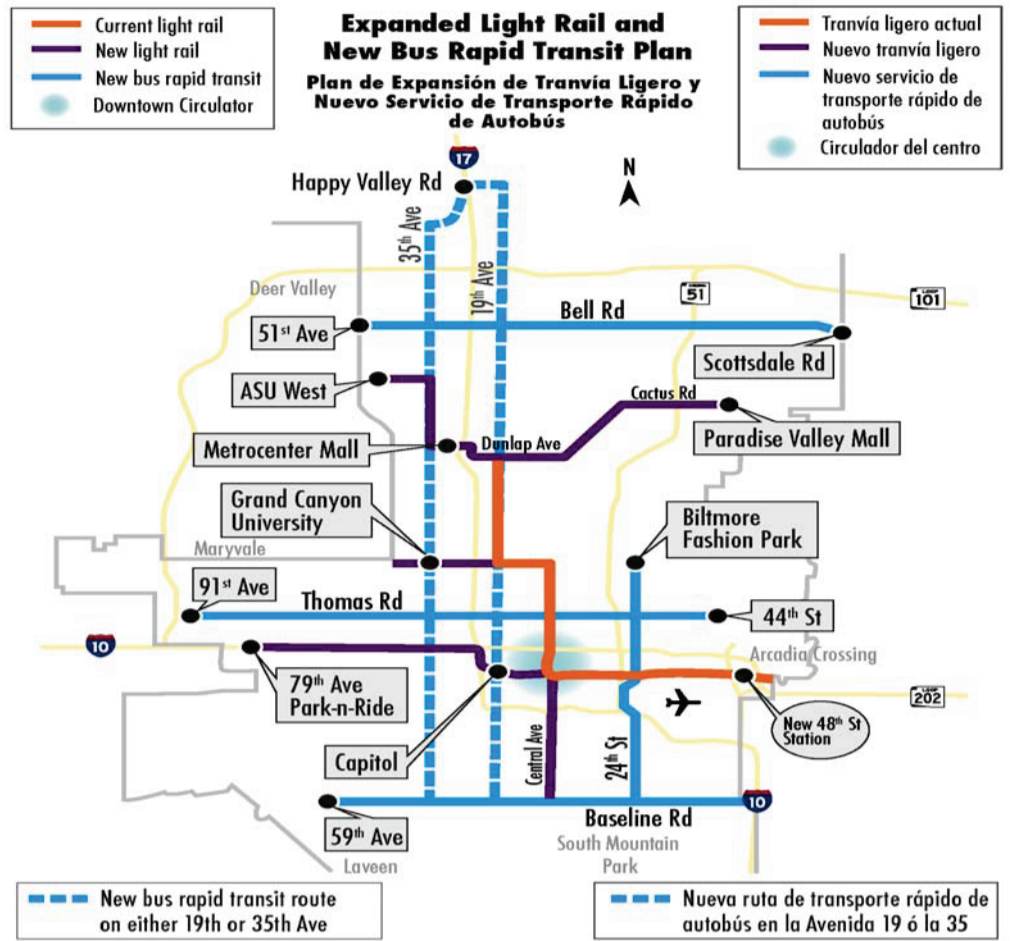 Current light rail
New light rail
New bus rapid transit
Downtown Circulator
Expanded Light Rail and
New Bus Rapid Transit Plan
Plan de Expansión de Tranvía Ligero y
Nuevo Servicio de Transporte Rápido
de Autobús
Tranvía ligero actual
Nuevo tranvía ligero
Nuevo servicio de
transporte rápido de
autobús
Circulador del centro
17
N
Happy Valley Rd
35th Ave
19th Ave
Deer Valley
51
LOOP
101
Bell Rd
51st Ave
Scottsdale Rd
ASU West
Cactus Rd
Metrocenter Mall
Dunlap Ave
Paradise Valley Mall
Grand Canyon
University
Biltmore
Fashion Park
Maryvale
91st Ave
Thomas Rd
44th St
10
Arcadia Crossing
79th Ave
Park-n-Ride
LOOP
202
New 48th St
Station
Capitol
Central Ave
24th St
10
Baseline Rd
59th Ave
Laveen
South Mountain
Park
New bus rapid transit route
on either 19th or 35th Ave
Nueva ruta de transporte rápido de
autobús en la Avenida 19 ó la 35